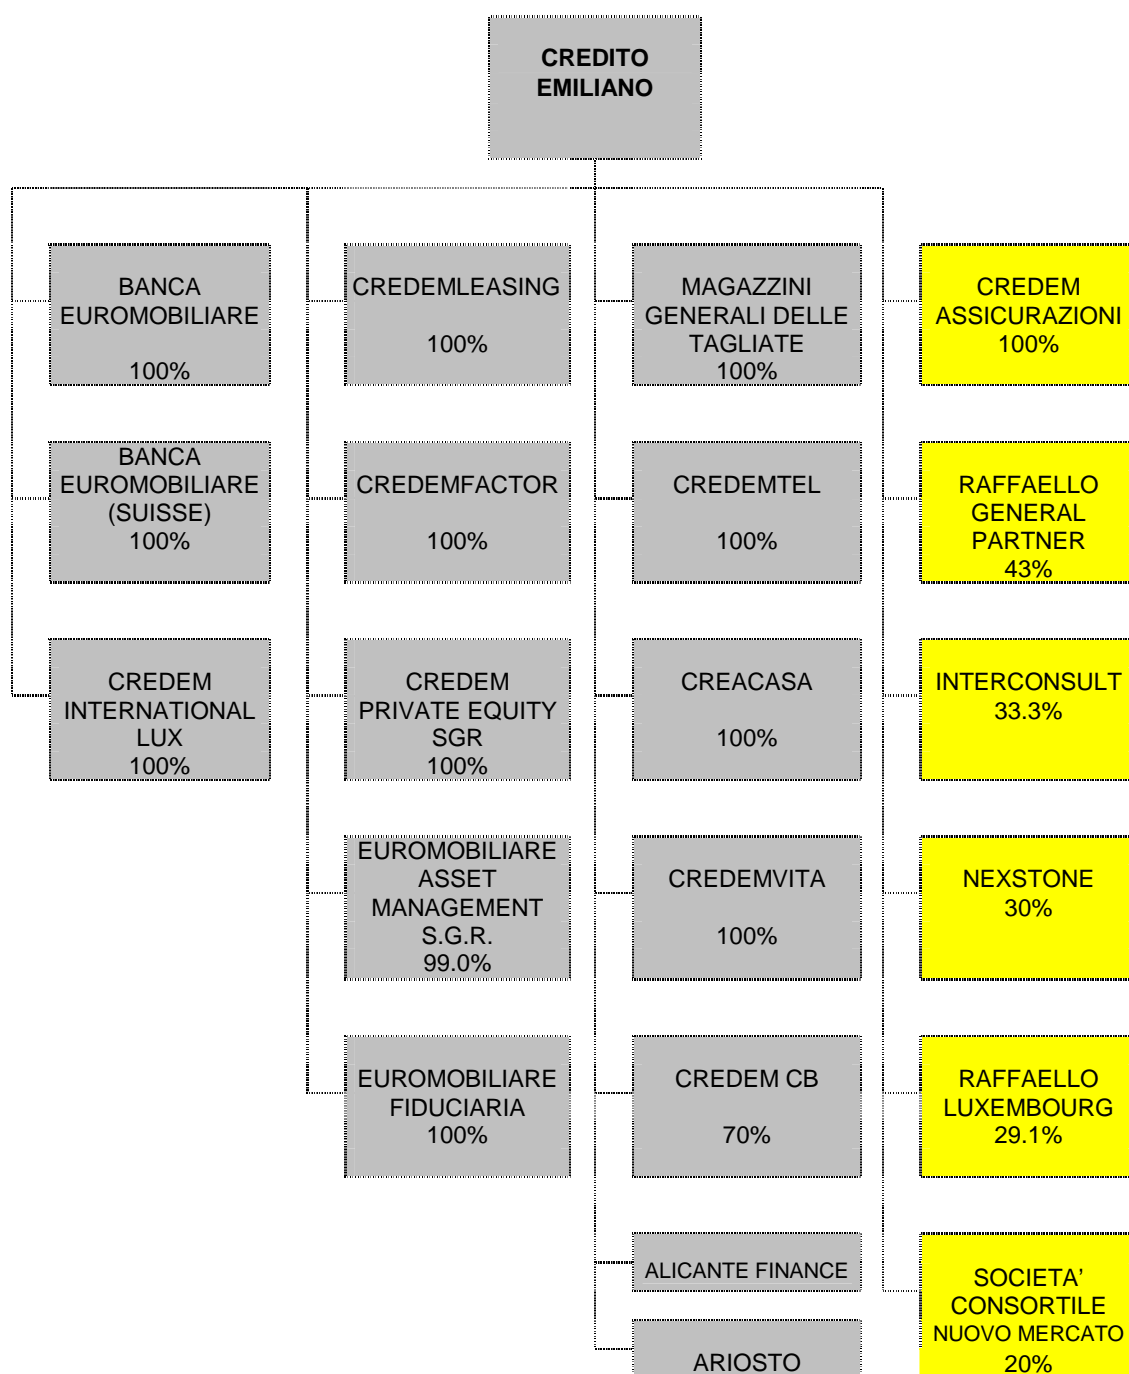 CREDITO
EMILIANO
BANCA
EUROMOBILIARE
100%
BANCA
EUROMOBILIARE
(SUISSE)
100%
CREDEM
INTERNATIONAL
LUX
100%
CREDEMLEASING
100%
CREDEMFACTOR
100%
CREDEM
PRIVATE EQUITY
SGR
100%
EUROMOBILIARE
ASSET
MANAGEMENT
S.G.R.
99.0%
EUROMOBILIARE
FIDUCIARIA
100%
MAGAZZINI
GENERALI DELLE
TAGLIATE
100%
CREDEMTEL
100%
CREACASA
100%
CREDEMVITA
100%
CREDEM CB
70%
ALICANTE FINANCE
ARIOSTO
CREDEM
ASSICURAZIONI
100%
RAFFAELLO
GENERAL
PARTNER
43%
INTERCONSULT
33.3%
NEXSTONE
30%
RAFFAELLO
LUXEMBOURG
29.1%
SOCIETA’
CONSORTILE
NUOVO MERCATO
20%